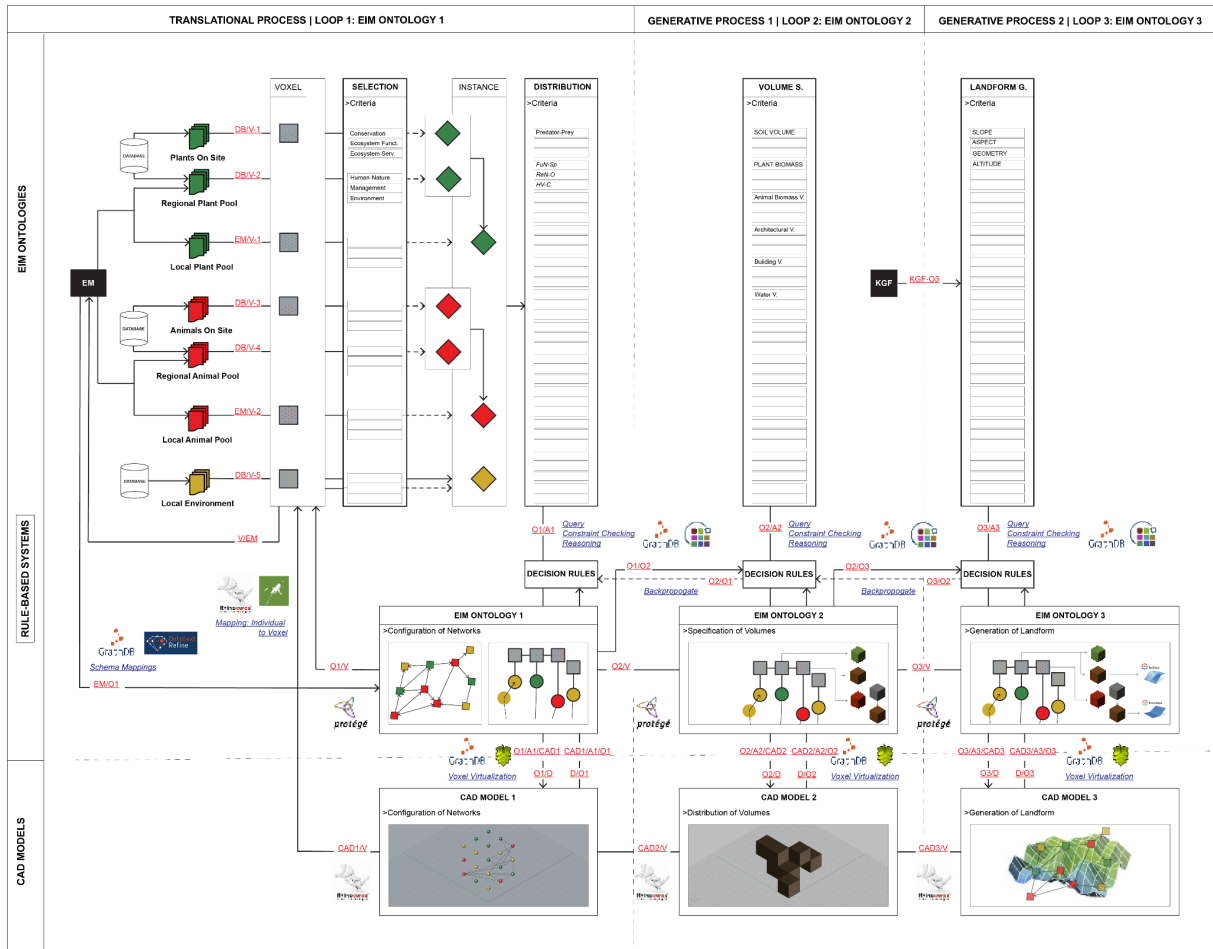 TRANSLATIONAL PROCESS | LOOP 1: EIM ONTOLOGY 1
GENERATIVE PROCESS 1 | LOOP 2: EIM ONTOLOGY 2
GENERATIVE PROCESS 2 | LOOP 3: EIM ONTOLOGY 3
EIM ONTOLOGIES
RULE-BASED SYSTEMS
CAD MODELS
VOXEL
SELECTION
>Criteria
Conservation
Ecosystem Funct.
Ecosystem Serv.
Human-Nature
Management
Environment
INSTANCE
DISTRIBUTION
>Criteria
Predator-Prey
FuN-Sp
ReN-O
HV-C
VOLUME S.
>Criteria
SOIL VOLUME
PLANT BIOMASS
Animal Biomass V.
Architectural V.
Building V.
Water V.
LANDFORM G.
>Criteria
SLOPE
ASPECT
GEOMETRY
ALTITUDE
DATABASE
DB/V-1
Plants On Site
DB/V-2
Regional Plant Pool
EM/V-1
Local Plant Pool
EM
DB/V-3
Animals On Site
DATABASE
DB/V-4
Regional Animal Pool
EM/V-2
Local Animal Pool
DATABASE
DB/V-5
Local Environment
KGF
KGF-O3
V/EM
O1/A1
Query
Constraint Checking
Reasoning
GraphDB
O2/A2
Query
Constraint Checking
Reasoning
GraphDB
O3/A3
Query
Constraint Checking
Reasoning
GraphDB
O1/O2
O2/O3
DECISION RULES
O2/O1
Backpropogate
DECISION RULES
O3/O2
Backpropogate
DECISION RULES
Mapping: Individual
to Voxel
GraphDB
Ontotext
Refine
Schema Mappings
EM/O1
O1/V
protégé
EIM ONTOLOGY 1
>Configuration of Networks
O2/V
protégé
EIM ONTOLOGY 2
>Specification of Volumes
O3/V
protégé
EIM ONTOLOGY 3
>Generation of Landform
GraphDB
Voxel Virtualization
O1/A1/CAD1
CAD1/A1/O1
O1/D
D/O1
O2/A2/CAD2
CAD2/A2/O2
O2/D
D/O2
GraphDB
Voxel Virtualization
O3/A3/CAD3
CAD3/A3/O3
O3/D
D/O3
GraphDB
Voxel Virtualization
CAD1/V
CAD MODEL 1
>Configuration of Networks
CAD2/V
CAD MODEL 2
>Distribution of Volumes
CAD3/V
CAD MODEL 3
>Generation of Landform